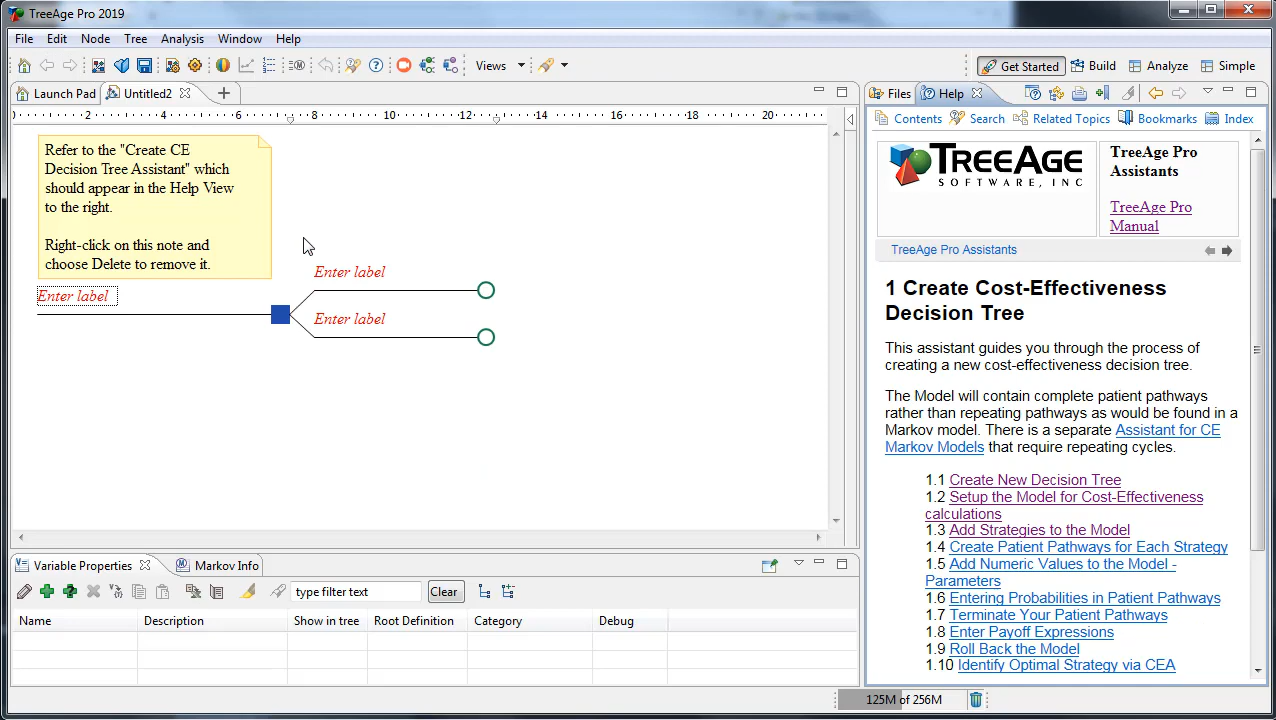 TreeAge Pro 2019
File Edit Node Tree Analysis Window Help
Views
Get Started Build Analyze Simple
Launch Pad Untitled2
2 4 6 8 10 12 14 16 18 20
Refer to the "Create CE
Decision Tree Assistant" which
should appear in the Help View
to the right.
Right-click on this note and
choose Delete to remove it.
Enter label
Enter label
Enter label
Variable Properties Markov Info
type filter text Clear
Name Description Show in tree Root Definition Category Debug
Files Help
Contents Search Related Topics Bookmarks Index
TREEAGE
SOFTWARE, INC
TreeAge Pro
Assistants
TreeAge Pro
Manual
TreeAge Pro Assistants
1 Create Cost-Effectiveness
Decision Tree
This assistant guides you through the process of
creating a new cost-effectiveness decision tree.
The Model will contain complete patient pathways
rather than repeating pathways as would be found in a
Markov model. There is a separate Assistant for CE
Markov Models that require repeating cycles.
1.1 Create New Decision Tree
1.2 Setup the Model for Cost-Effectiveness
calculations
1.3 Add Strategies to the Model
1.4 Create Patient Pathways for Each Strategy
1.5 Add Numeric Values to the Model -
Parameters
1.6 Entering Probabilities in Patient Pathways
1.7 Terminate Your Patient Pathways
1.8 Enter Payoff Expressions
1.9 Roll Back the Model
1.10 Identify Optimal Strategy via CEA
125M of 256M